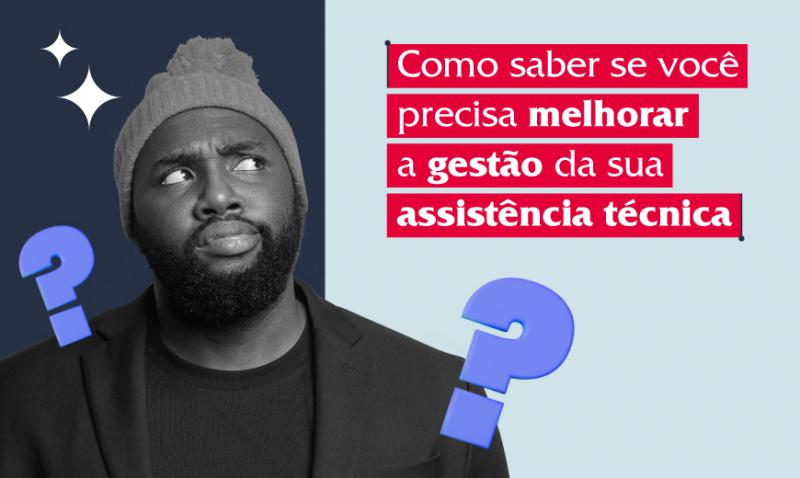 Como saber se você
precisa melhorar
a gestão da sua
assistência técnica